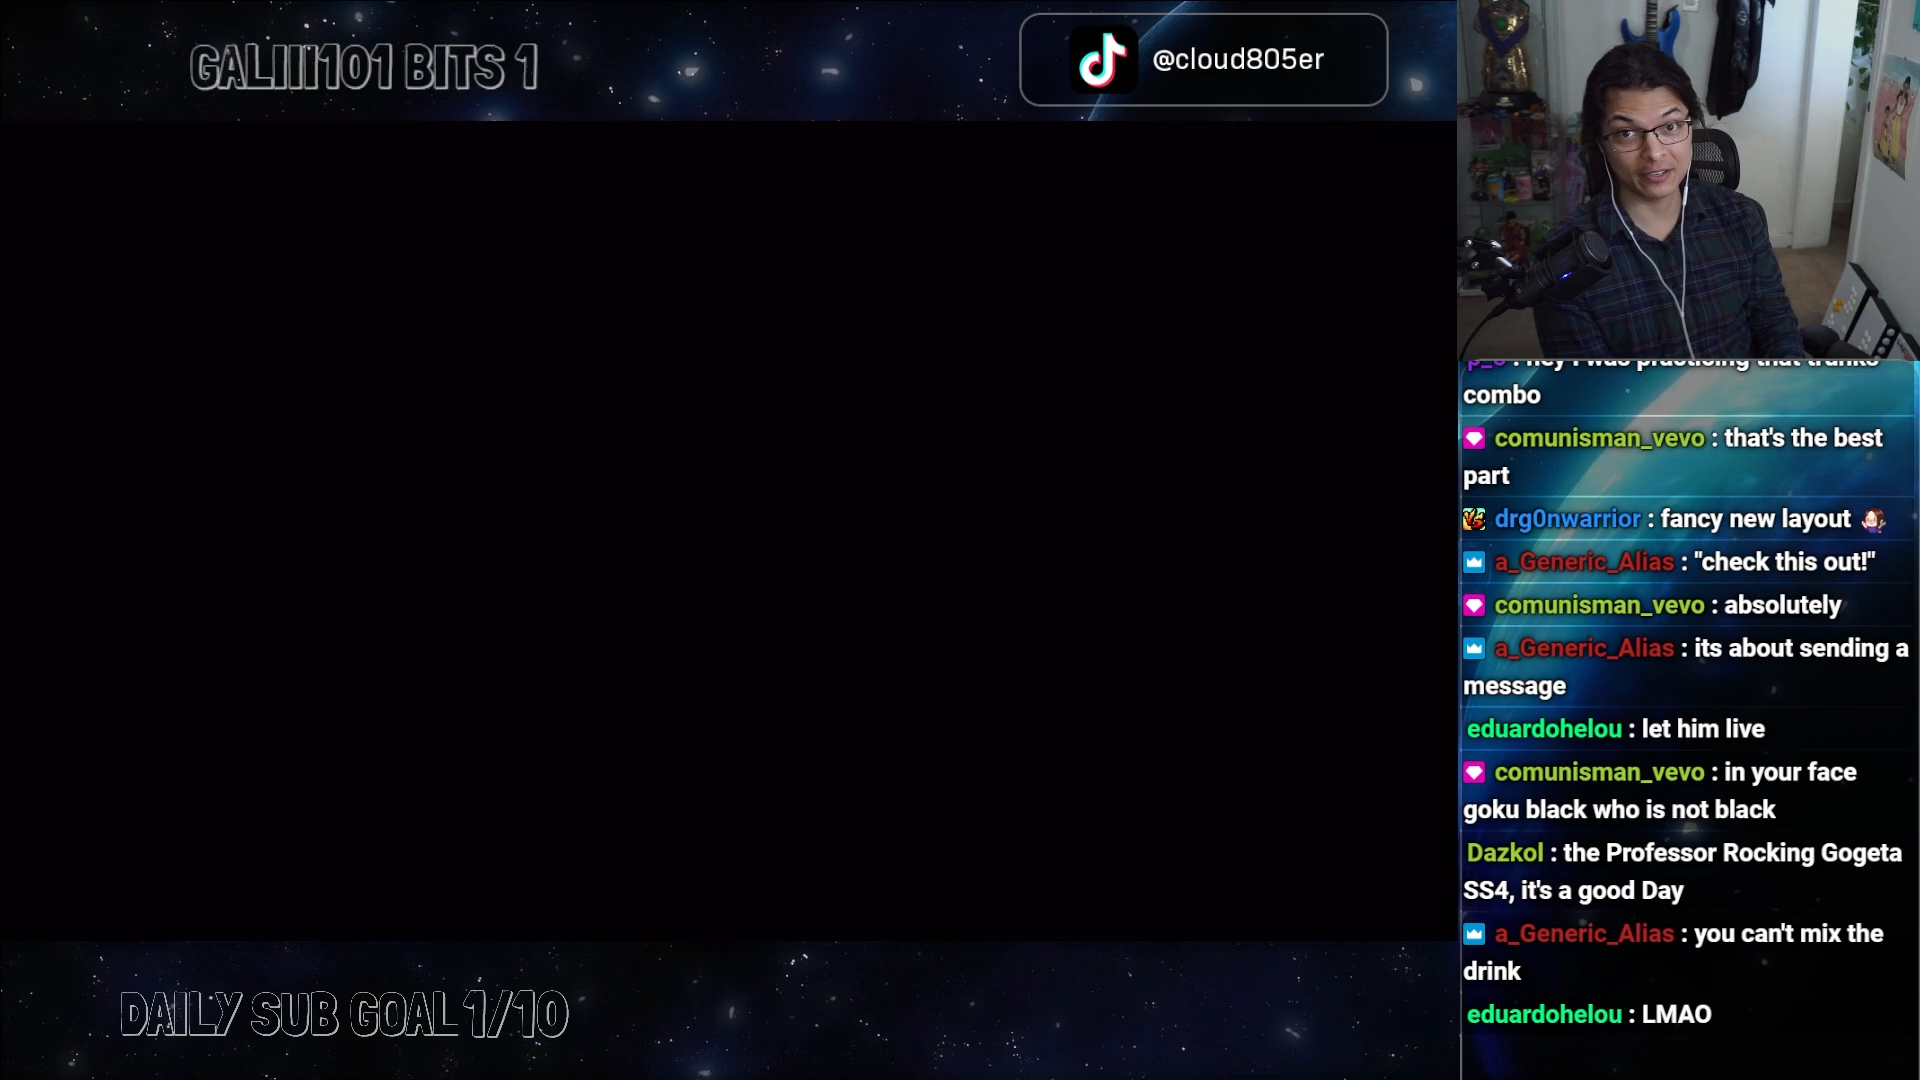 GALIII101 BITS 1
@cloud805er
combo
comunisman_vevo : that's the best
part
drg0nwarrior : fancy new layout
a_Generic_Alias : "check this out!"
comunisman_vevo : absolutely
a_Generic_Alias : its about sending a
message
eduardohelou : let him live
comunisman_vevo : in your face
goku black who is not black
Dazkol : the Professor Rocking Gogeta
SS4, it's a good Day
a_Generic_Alias : you can't mix the
drink
eduardohelou : LMAO
DAILY SUB GOAL 1/10